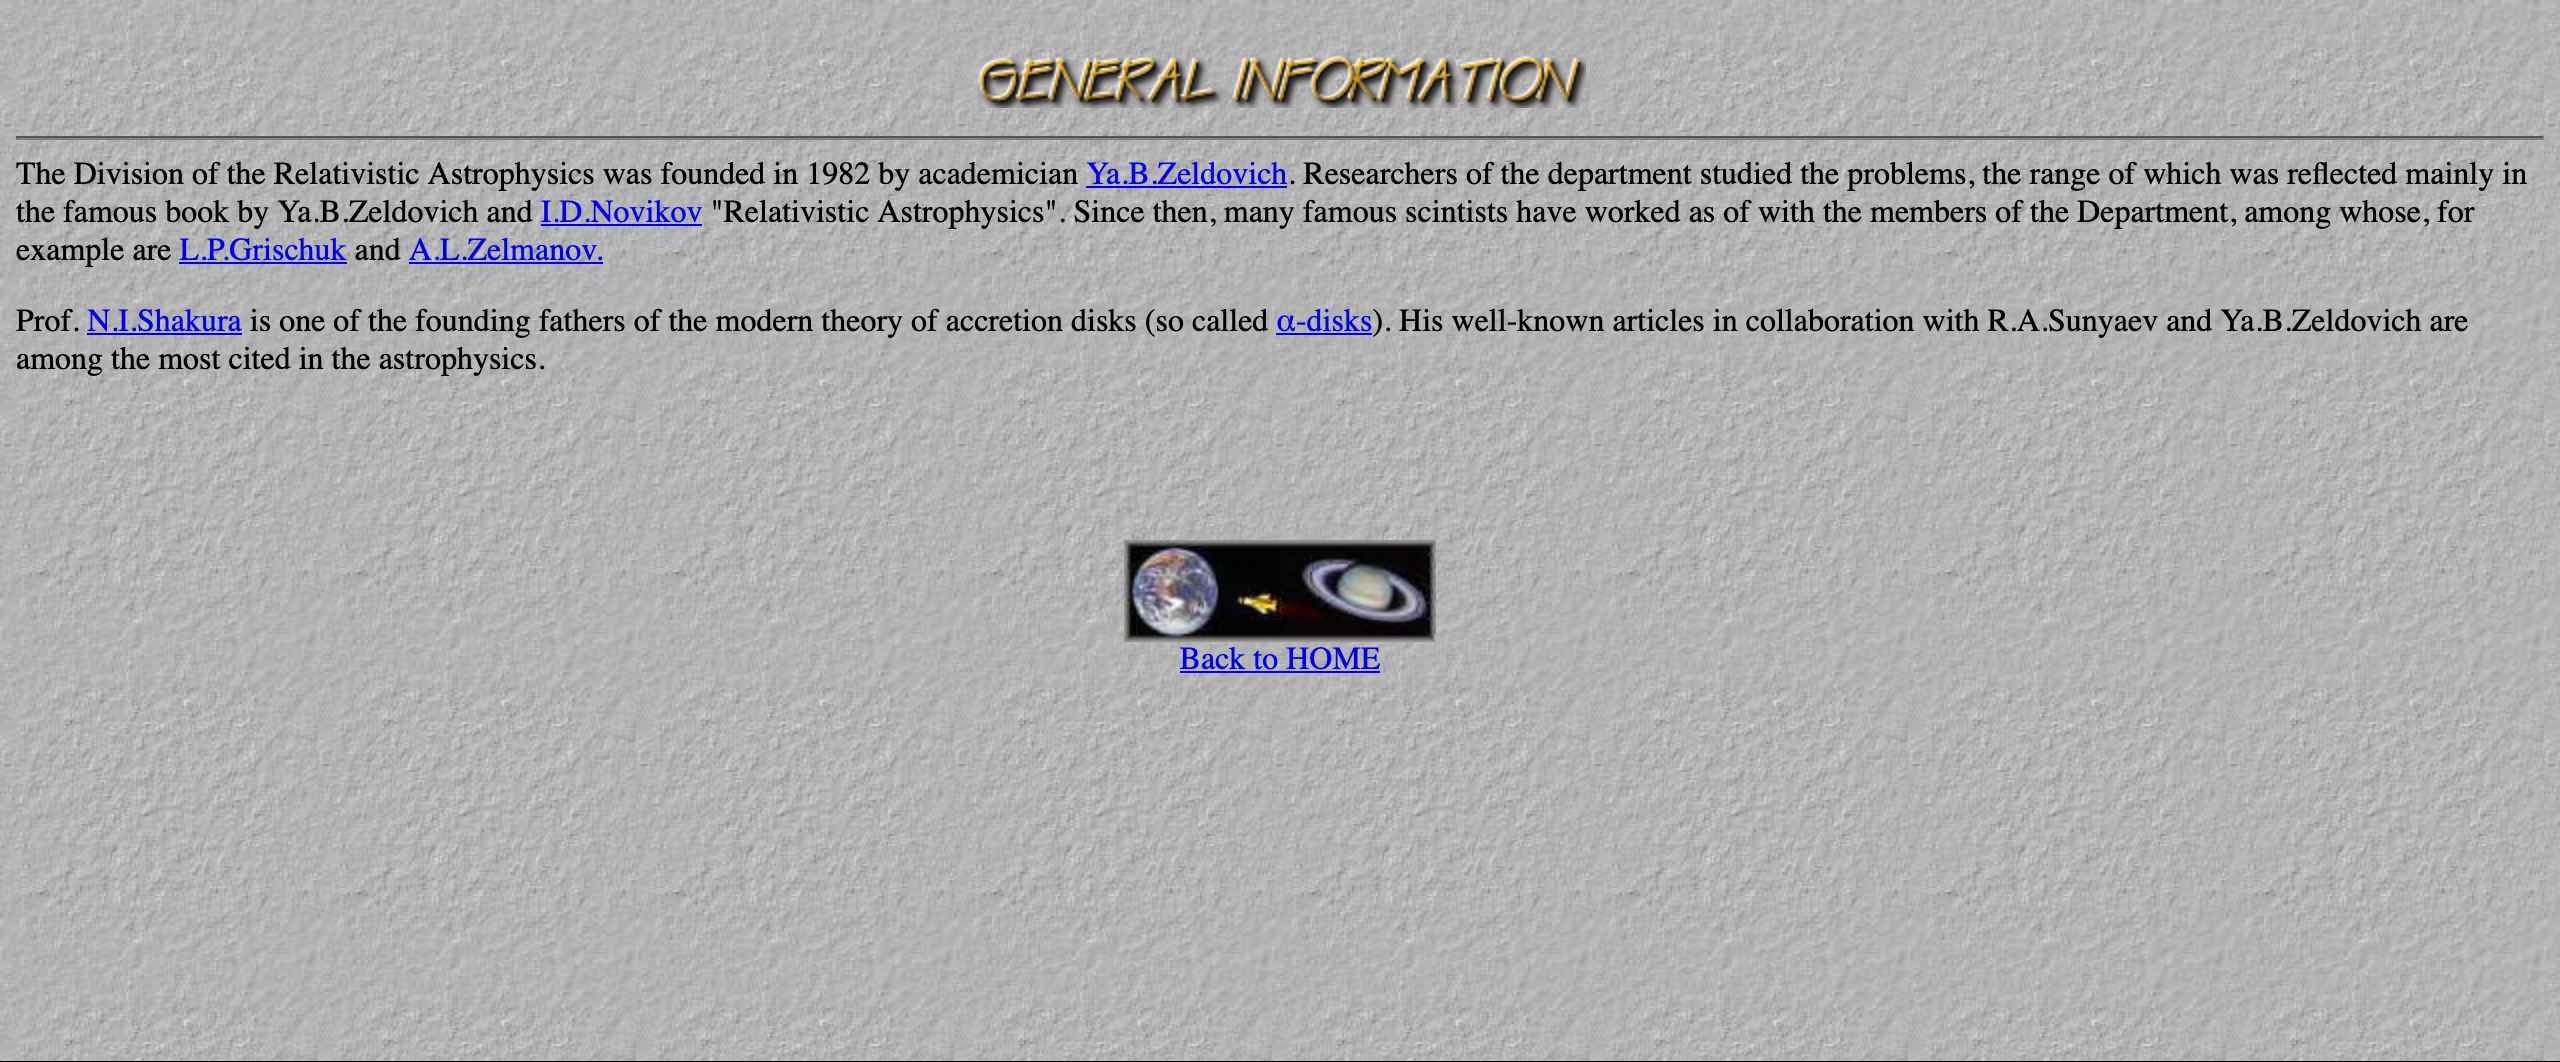 GENERAL INFORMATION
The Division of the Relativistic Astrophysics was founded in 1982 by academician Ya.B.Zeldovich. Researchers of the department studied the problems, the range of which was reflected mainly in
the famous book by Ya.B.Zeldovich and I.D.Novikov "Relativistic Astrophysics". Since then, many famous scintists have worked as of with the members of the Department, among whose, for
example are L.P.Grischuk and A.L.Zelmanov.
Prof. N.I.Shakura is one of the founding fathers of the modern theory of accretion disks (so called α-disks). His well-known articles in collaboration with R.A.Sunyaev and Ya.B.Zeldovich are
among the most cited in the astrophysics.
Back to HOME